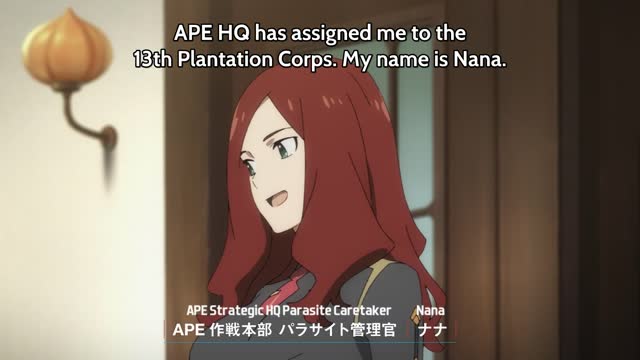 APE HQ has assigned me to the
13th Plantation Corps. My name is Nana.
APE Strategic HQ Parasite Caretaker Nana
APE 作戦本部 パラサイト管理官 ナナ